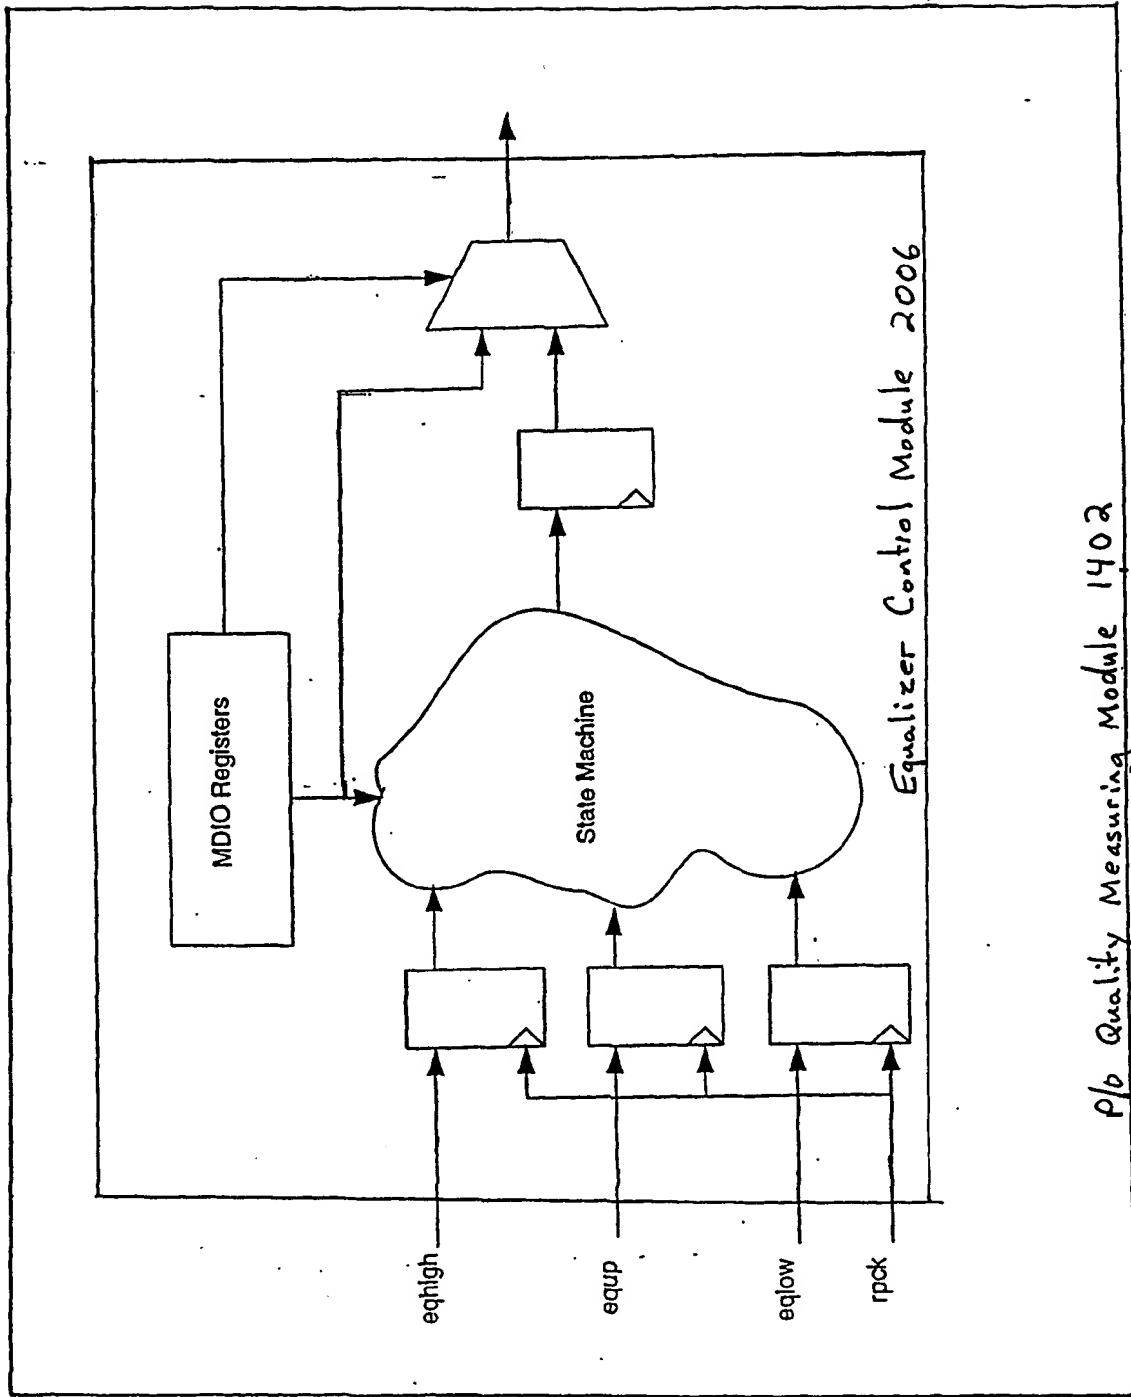 MDIO Registers
eqhigh
equp
eqlow
rpck
State Machine
Equalizer Control Module 2006
P/o Quality Measuring Module 1402